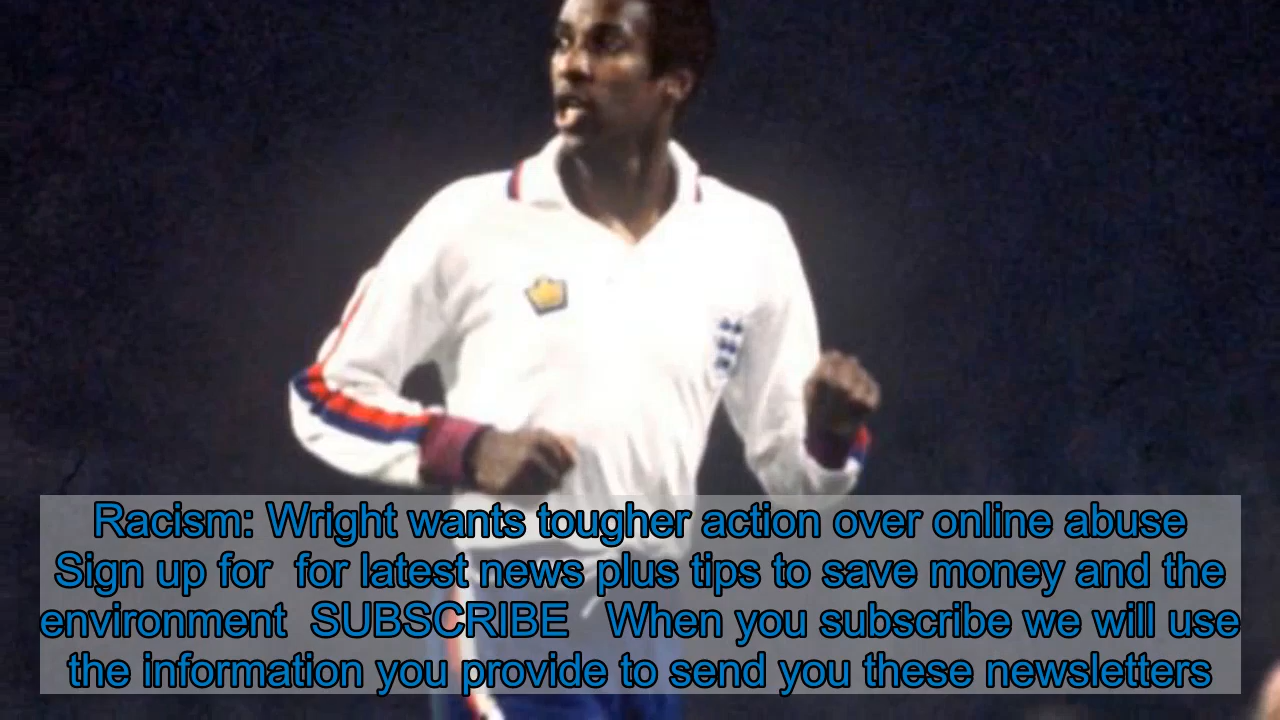 Racism: Wright wants tougher action over online abuse
Sign up for  for latest news plus tips to save money and the
environment  SUBSCRIBE   When you subscribe we will use
the information you provide to send you these newsletters